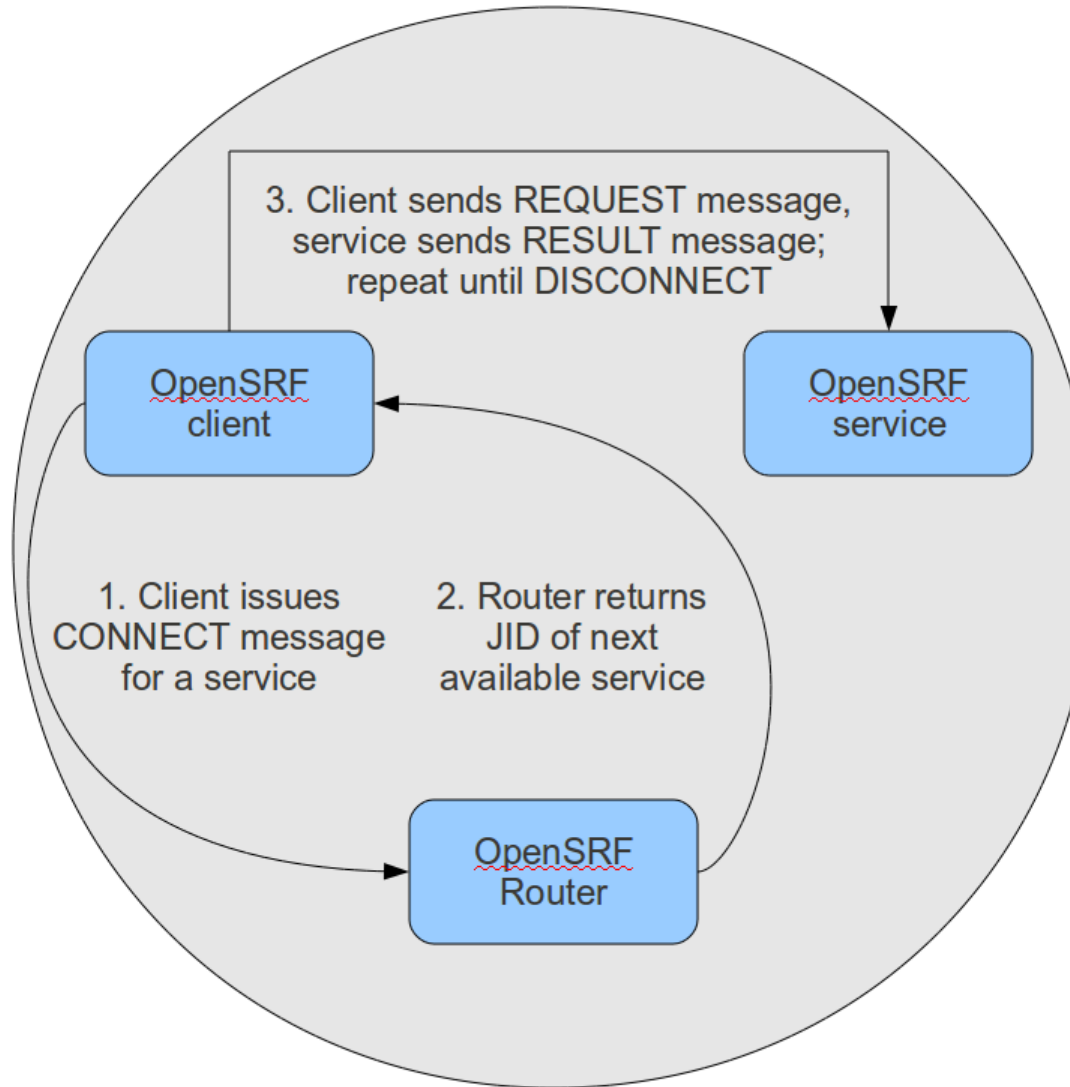 3. Client sends REQUEST message,
service sends RESULT message;
repeat until DISCONNECT
OpenSRF
client
OpenSRF
service
1. Client issues
CONNECT message
for a service
2. Router returns
JID of next
available service
OpenSRF
Router